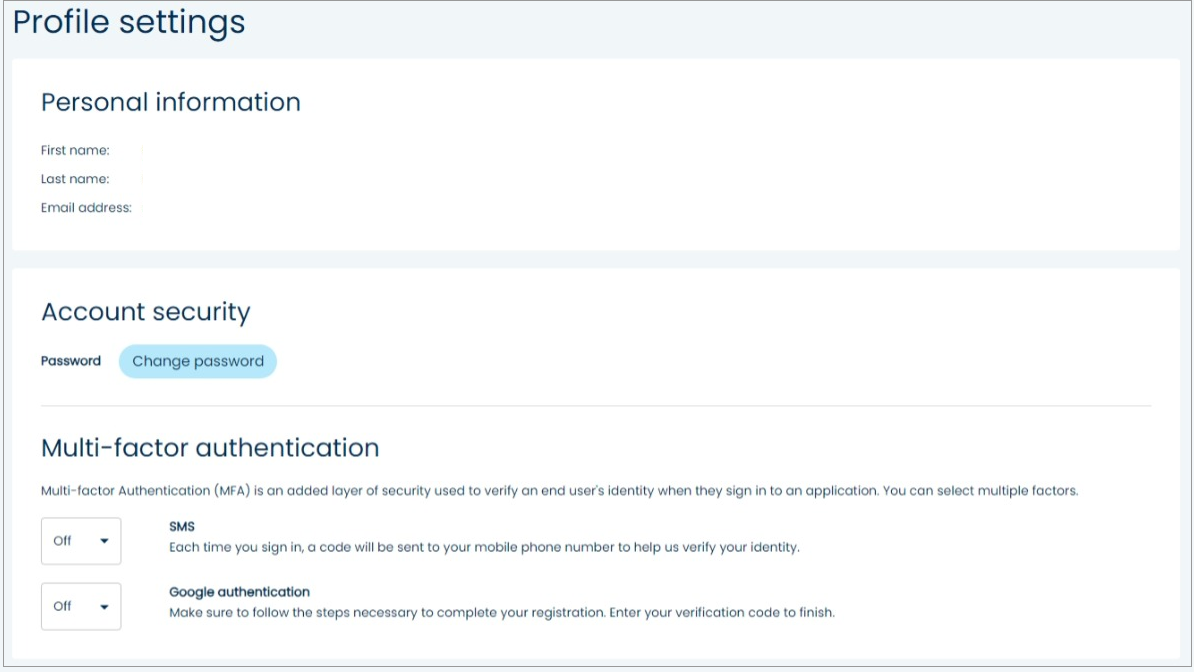 Profile settings
Personal information
First name:
Last name:
Email address:
Account security
Password Change password
Multi-factor authentication
Multi-factor Authentication (MFA) is an added layer of security used to verify an end user's identity when they sign in to an application. You can select multiple factors.
Off SMS
Each time you sign in, a code will be sent to your mobile phone number to help us verify your identity.
Off Google authentication
Make sure to follow the steps necessary to complete your registration. Enter your verification code to finish.